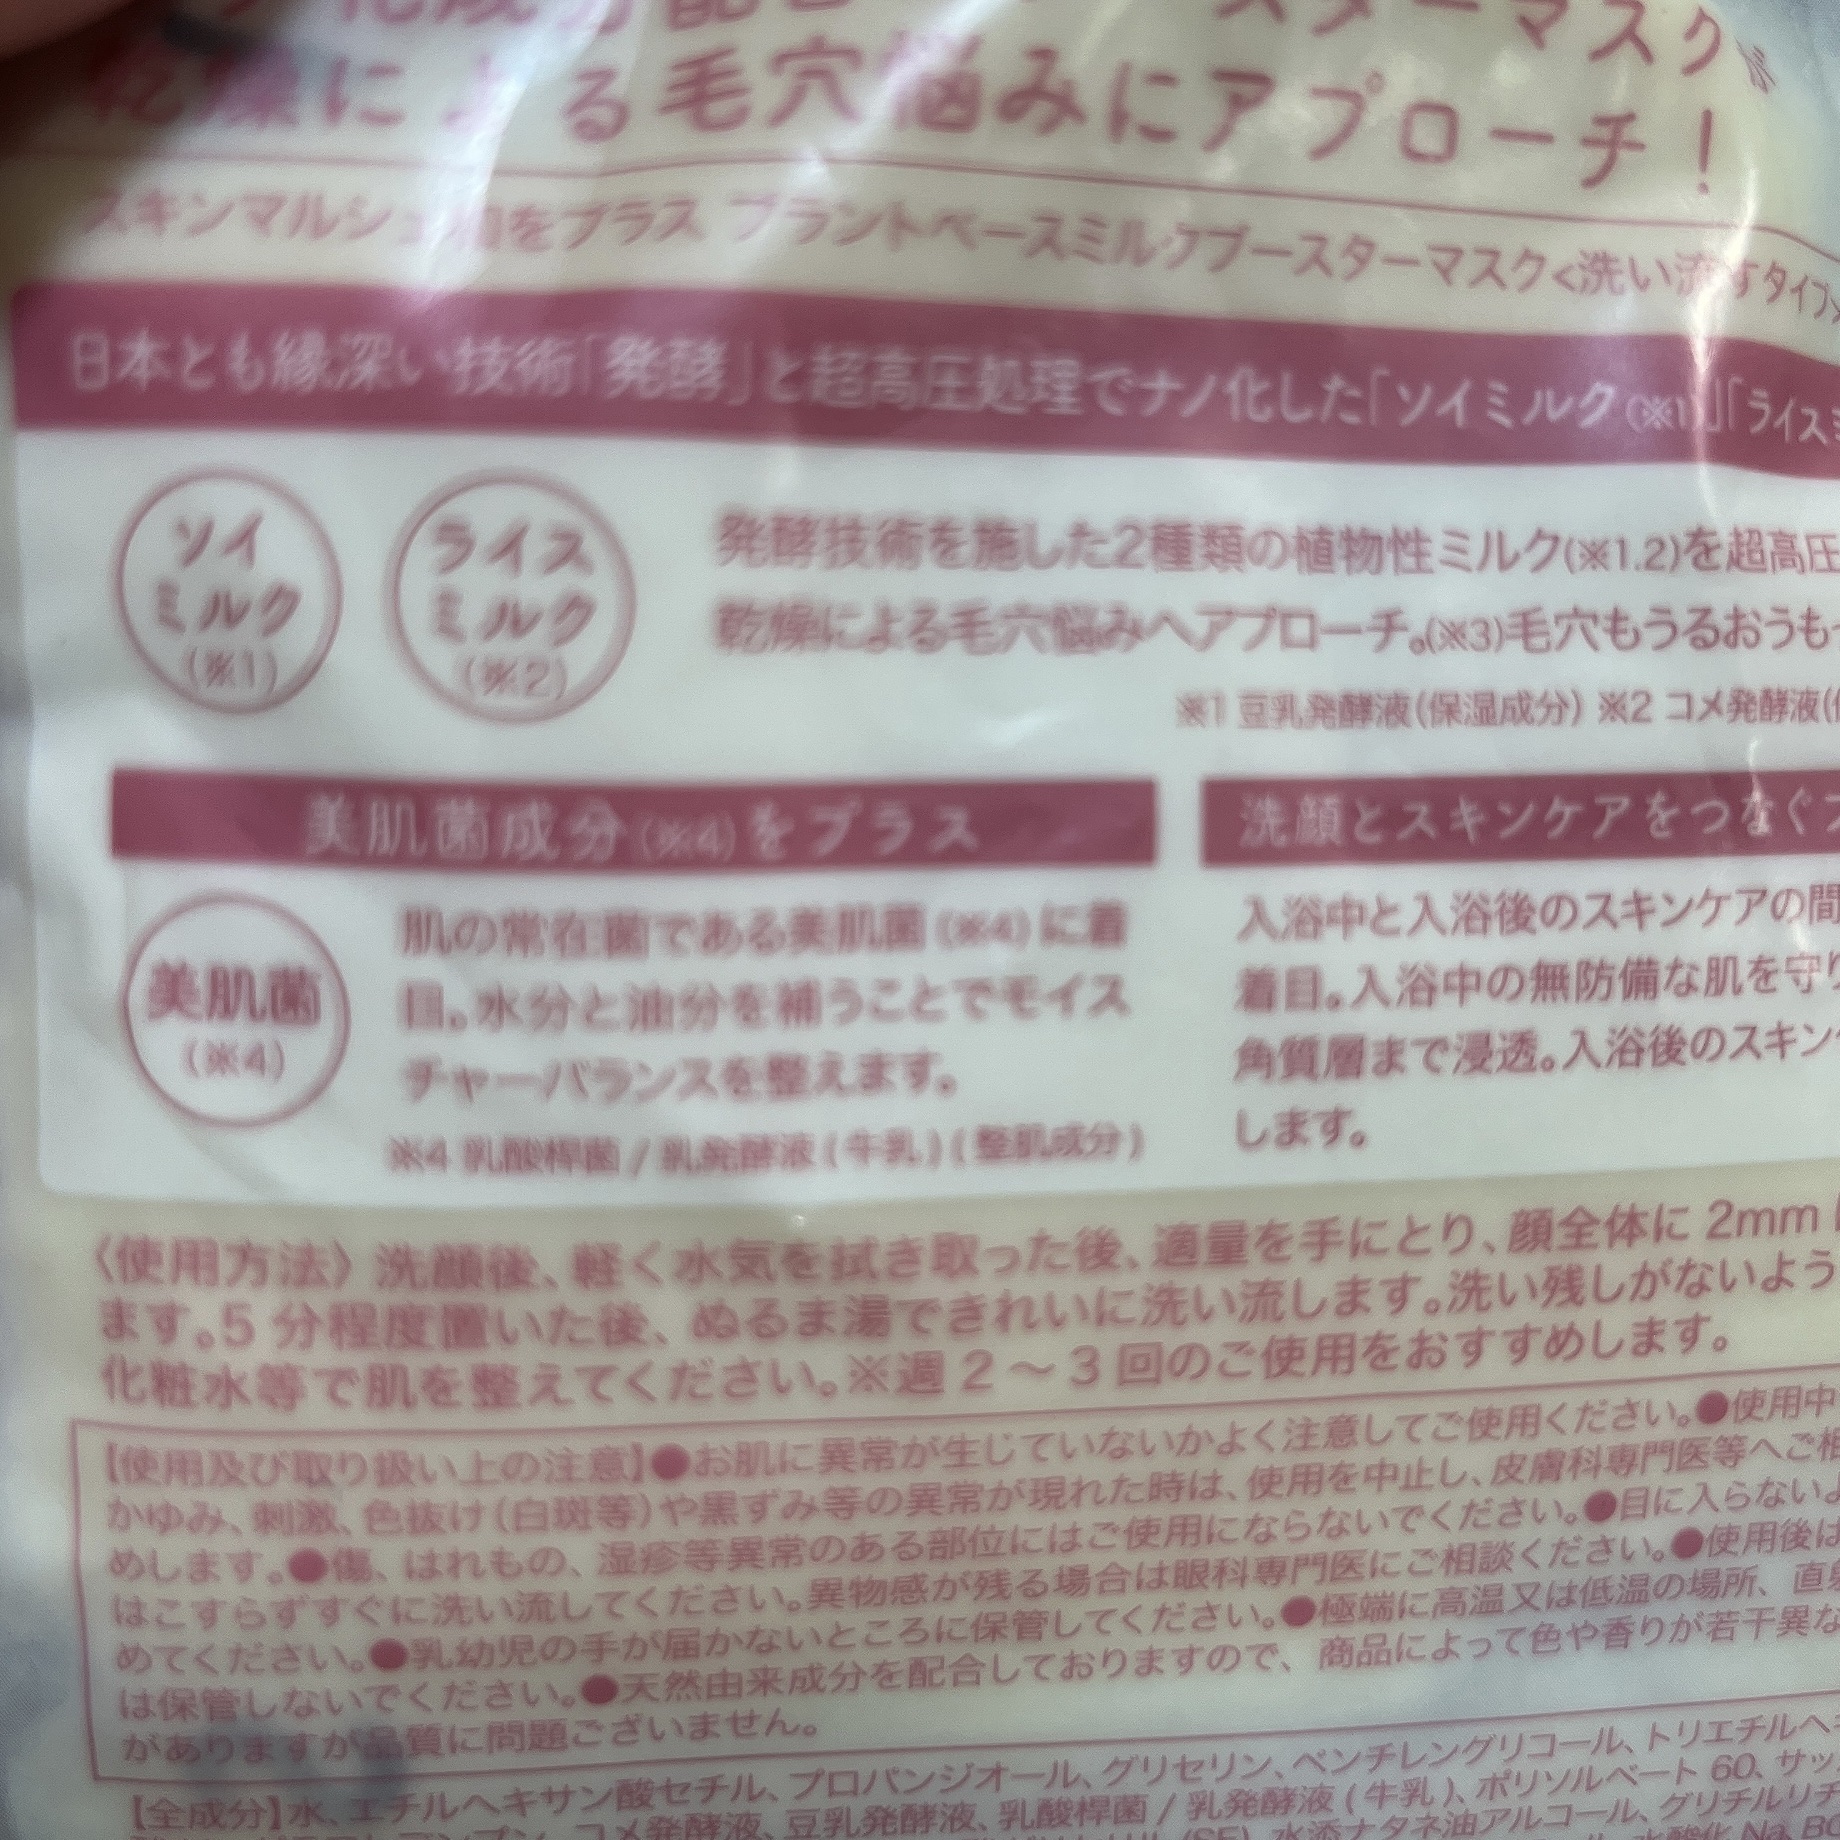 スターマスク※
乾燥による毛穴悩みにアプローチ!
スキンマルシェ 和をプラス プラントベースミルクブースターマスク<洗い流すタイプ>
日本とも縁深い技術「発酵」と超高圧処理でナノ化した「ソイミルク(※1)」「ライスミ
ソイ
ミルク
(※1)
ライス
ミルク
(※2)
発酵技術を施した2種類の植物性ミルク(※1.2)を超高圧
乾燥による毛穴悩みへアプローチ。(※3)毛穴もうるおうも
※1 豆乳発酵液(保湿成分) ※2 コメ発酵液(
美肌菌成分(※4)をプラス
美肌菌
(※4)
肌の常在菌である美肌菌(※4)に着
目。水分と油分を補うことでモイス
チャーバランスを整えます。
※4 乳酸桿菌/乳発酵液(牛乳)(整肌成分)
洗顔とスキンケアをつなぐ
入浴中と入浴後のスキンケアの間
着目。入浴中の無防備な肌を守り
角質層まで浸透。入浴後のスキン
します。
〈使用方法〉洗顔後、軽く水気を拭き取った後、適量を手にとり、顔全体に 2mm
ます。5 分程度置いた後、ぬるま湯できれいに洗い流します。洗い残しがないよう
化粧水等で肌を整えてください。※週 2 〜 3 回のご使用をおすすめします。
【使用及び取り扱い上の注意】●お肌に異常が生じていないかよく注意してご使用ください。●使用中
かゆみ、刺激、色抜け(白斑等)や黒ずみ等の異常が現れた時は、使用を中止し、皮膚科専門医等へご相
めします。●傷、はれもの、湿疹等異常のある部位にはご使用にならないでください。●目に入らないよ
はこすらずすぐに洗い流してください。異物感が残る場合は眼科専門医にご相談ください。●使用後は
めてください。●乳幼児の手が届かないところに保管してください。●極端に高温又は低温の場所、直射
は保管しないでください。●天然由来成分を配合しておりますので、商品によって色や香りが若干異な
がありますが品質に問題ございません。
【全成分】水、エチルヘキサン酸セチル、プロパンジオール、グリセリン、ペンチレングリコール、トリエチルヘキ
コメ発酵液、豆乳発酵液、乳酸桿菌/乳発酵液(牛乳)、ポリソルベート 60、サッ
水添ナタネ油アルコール、グリチルリチ